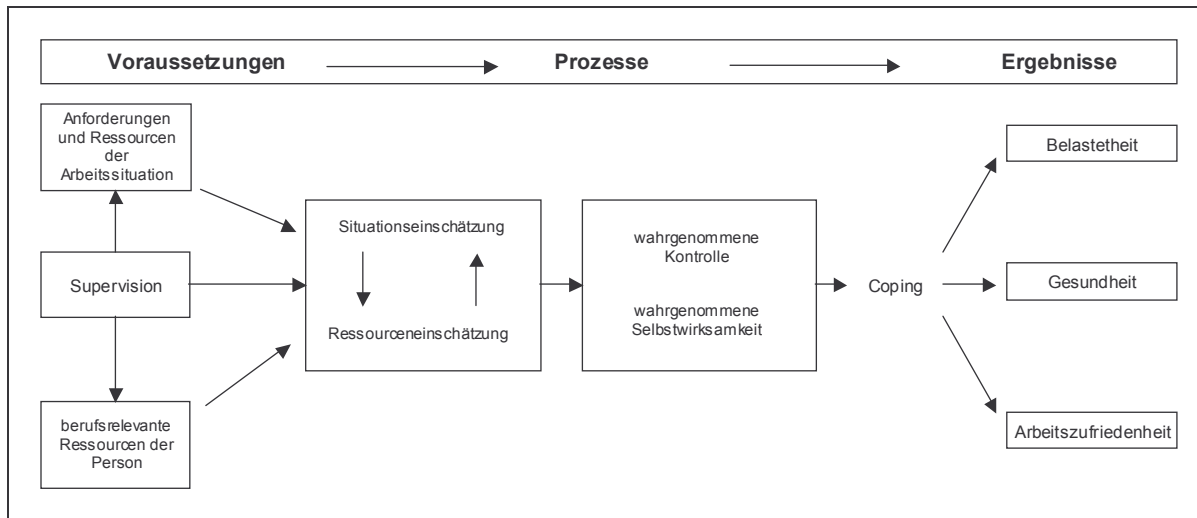 Voraussetzungen Prozesse Ergebnisse
Anforderungen
und Ressourcen
der
Arbeitssituation
Supervision
berufsrelevante
Ressourcen der
Person
Situationseinschätzung
Ressourceneinschätzung
wahrgenommene
Kontrolle
wahrgenommene
Selbstwirksamkeit
Coping
Belastetheit
Gesundheit
Arbeitszufriedenheit